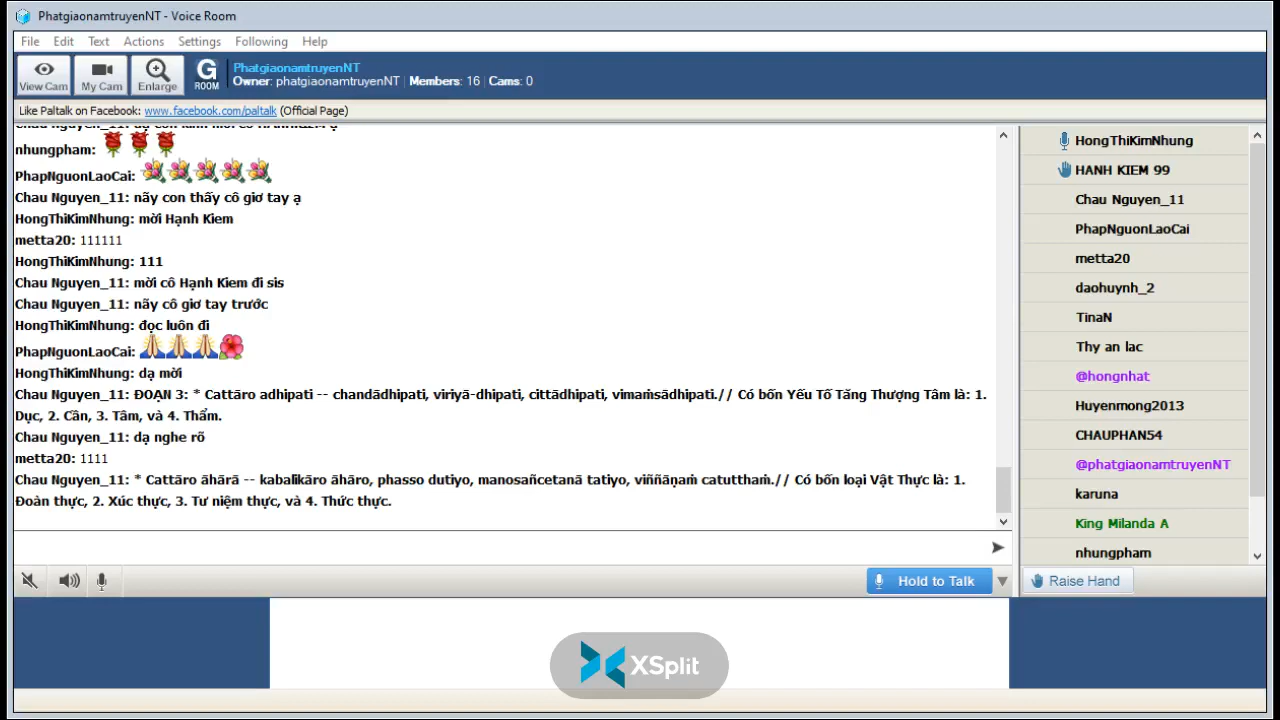 PhatgiaonamtruyenNT - Voice Room
File Edit Text Actions Settings Following Help
View Cam My Cam Enlarge G ROOM
PhatgiaonamtruyenNT
Owner: phatgiaonamtruyenNT | Members: 16 | Cams: 0
Like Paltalk on Facebook: www.facebook.com/paltalk (Official Page)
nhungpham:
PhapNguonLaoCai:
Chau Nguyen_11: nãy con thấy cô giơ tay ạ
HongThiKimNhung: mời Hạnh Kiem
metta20: 111111
HongThiKimNhung: 111
Chau Nguyen_11: mời cô Hạnh Kiem đi sis
Chau Nguyen_11: nãy cô giơ tay trước
HongThiKimNhung: đọc luôn đi
PhapNguonLaoCai:
HongThiKimNhung: dạ mời
Chau Nguyen_11: ĐOẠN 3: * Cattāro adhipati -- chandādhipati, viriyā-dhipati, cittādhipati, vimaṁsādhipati.// Có bốn Yếu Tố Tăng Thượng Tâm là: 1.
Dục, 2. Cần, 3. Tâm, và 4. Thẩm.
Chau Nguyen_11: dạ nghe rõ
metta20: 1111
Chau Nguyen_11: * Cattāro āhārā -- kabaḷikāro āhāro, phasso dutiyo, manosañcetanā tatiyo, viññāṇaṁ catutthaṁ.// Có bốn loại Vật Thực là: 1.
Đoàn thực, 2. Xúc thực, 3. Tư niệm thực, và 4. Thức thực.
Hold to Talk
HongThiKimNhung
HANH KIEM 99
Chau Nguyen_11
PhapNguonLaoCai
metta20
daohuynh_2
TinaN
Thy an lac
@hongnhat
Huyenmong2013
CHAUPHAN54
@phatgiaonamtruyenNT
karuna
King Milanda A
nhungpham
Raise Hand
XSplit